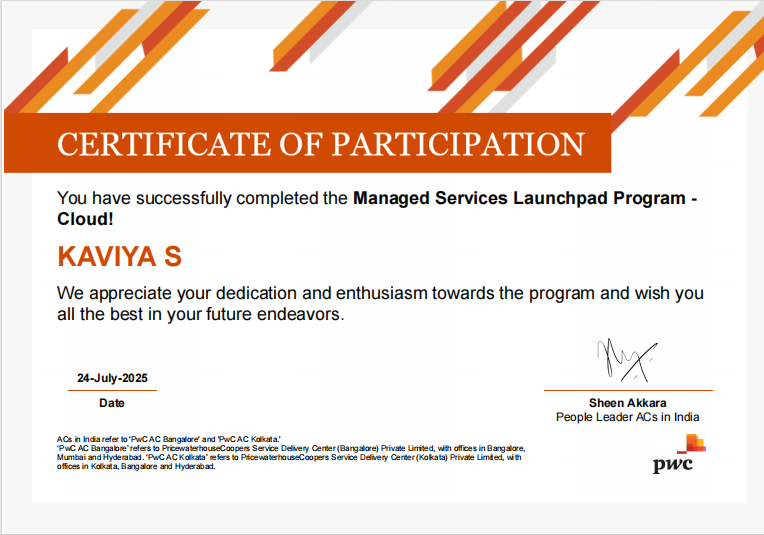 CERTIFICATE OF PARTICIPATION
You have successfully completed the Managed Services Launchpad Program -
Cloud!
KAVIYA S
We appreciate your dedication and enthusiasm towards the program and wish you
all the best in your future endeavors.
24-July-2025
Date
Sheen Akkara
People Leader ACs in India
ACs in India refer to 'PwC AC Bangalore' and 'PwC AC Kolkata.'
'PwC AC Bangalore' refers to PricewaterhouseCoopers Service Delivery Center (Bangalore) Private Limited, with offices in Bangalore,
Mumbai and Hyderabad. 'PwC AC Kolkata' refers to PricewaterhouseCoopers Service Delivery Center (Kolkata) Private Limited, with
offices in Kolkata, Bangalore and Hyderabad.
pwc